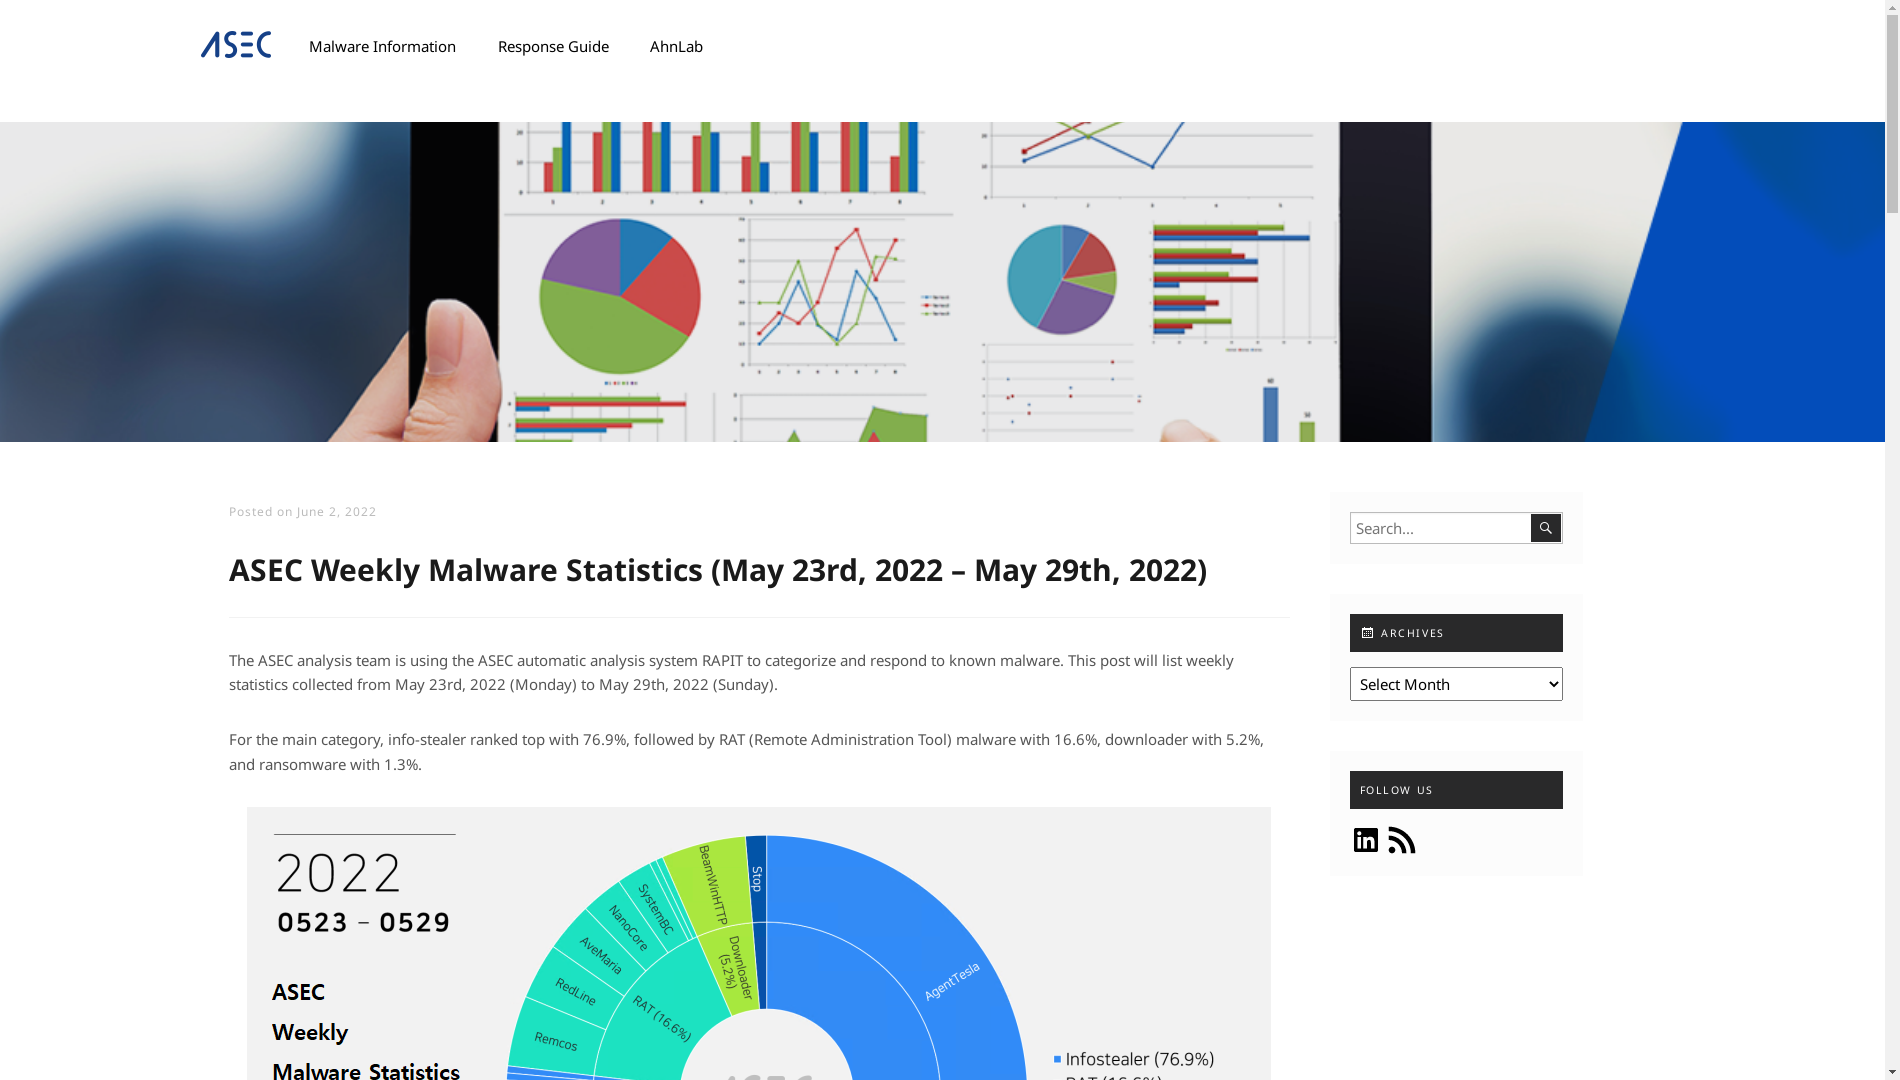 ASEC
Malware Information
Response Guide
AhnLab
Posted on June 2, 2022
ASEC Weekly Malware Statistics (May 23rd, 2022 – May 29th, 2022)
The ASEC analysis team is using the ASEC automatic analysis system RAPIT to categorize and respond to known malware. This post will list weekly
statistics collected from May 23rd, 2022 (Monday) to May 29th, 2022 (Sunday).
For the main category, info-stealer ranked top with 76.9%, followed by RAT (Remote Administration Tool) malware with 16.6%, downloader with 5.2%,
and ransomware with 1.3%.
2022
0523 – 0529
ASEC
Weekly
Malware Statistics
Stop
BeamWinHTTP
Downloader
(5.2%)
SystemBC
NanoCore
AveMaria
RedLine
Remcos
RAT (16.6%)
AgentTesla
Infostealer (76.9%)
Search...
ARCHIVES
Select Month
FOLLOW US